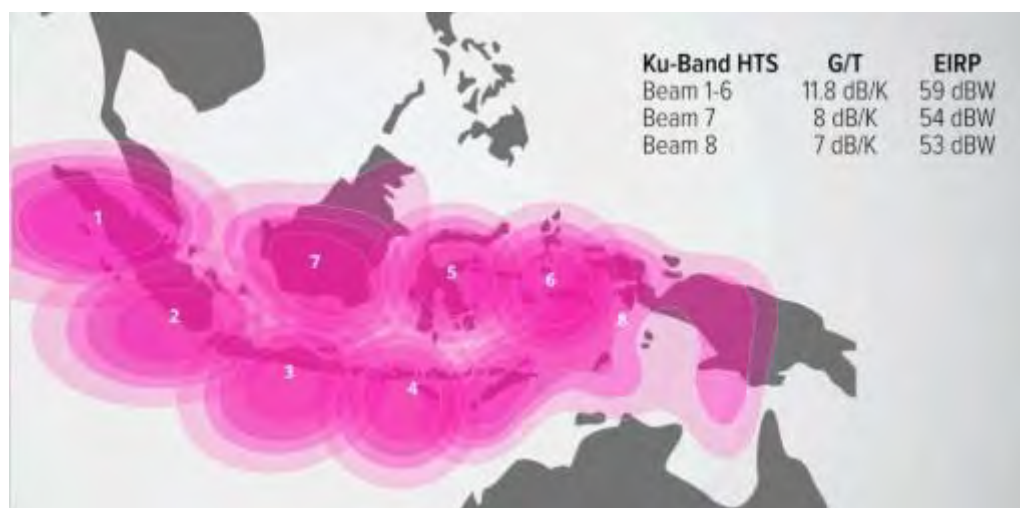 Ku-Band HTS G/T EIRP
Beam 1-6 11.8 dB/K 59 dBW
Beam 7 8 dB/K 54 dBW
Beam 8 7 dB/K 53 dBW
1
7
5
6
2
8
3
4